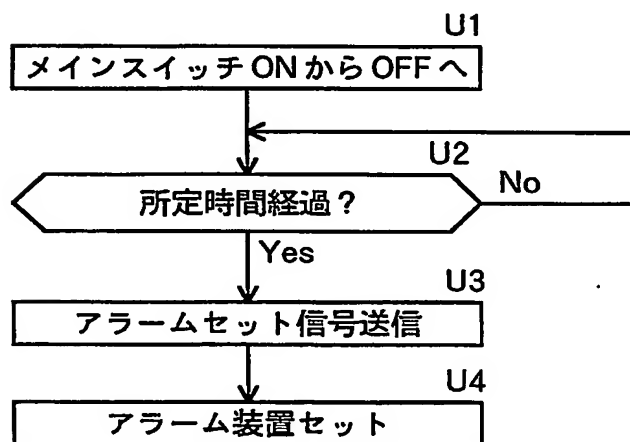 U1
メインスイッチONからOFFへ
U2
所定時間経過?
No
Yes
U3
アラームセット信号送信
U4
アラーム装置セット